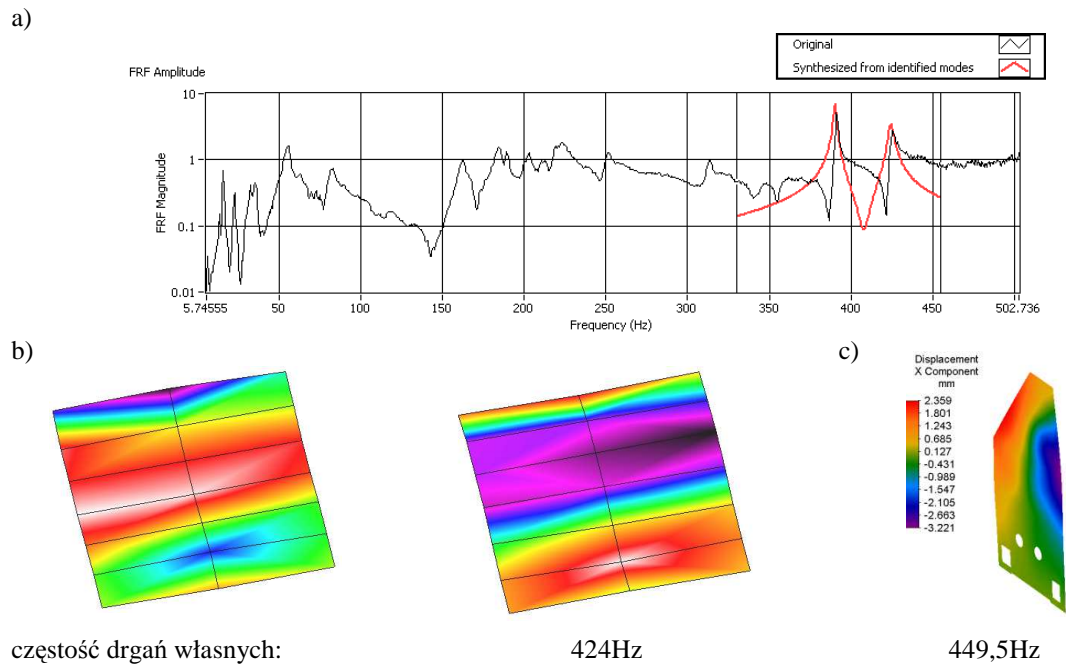 a)
Original
Synthesized from identified modes
FRF Amplitude
FRF Magnitude
10
1
0.1
0.01
5.74555
50
100
150
200
250
300
350
400
450
502.736
Frequency (Hz)
b)
c)
Displacement
X Component
mm
2.359
1.801
1.243
0.685
0.127
-0.431
-0.989
-1.547
-2.105
-2.663
-3.221
częstość drgań własnych:
424Hz
449,5Hz